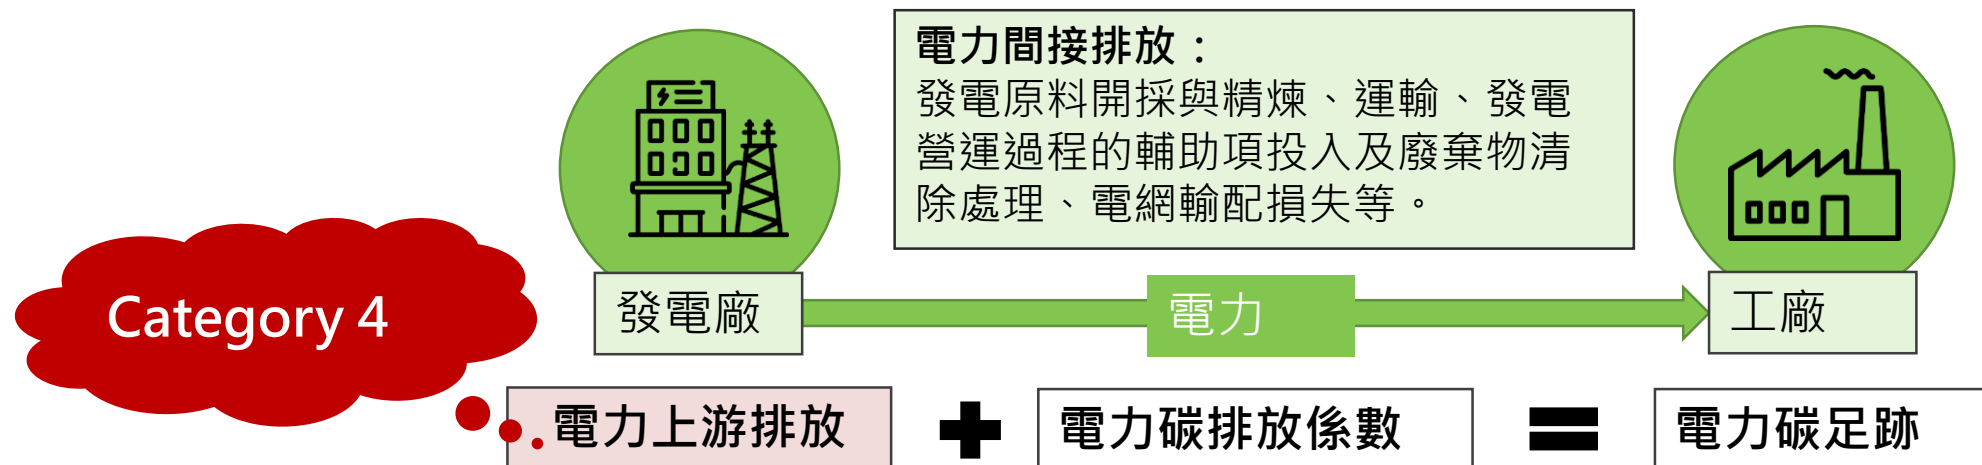 電力間接排放：
發電原料開採與精煉、運輸、發電
營運過程的輔助項投入及廢棄物清
除處理、電網輸配損失等。
Category 4
發電廠
電力
工廠
電力上游排放
電力碳排放係數
電力碳足跡